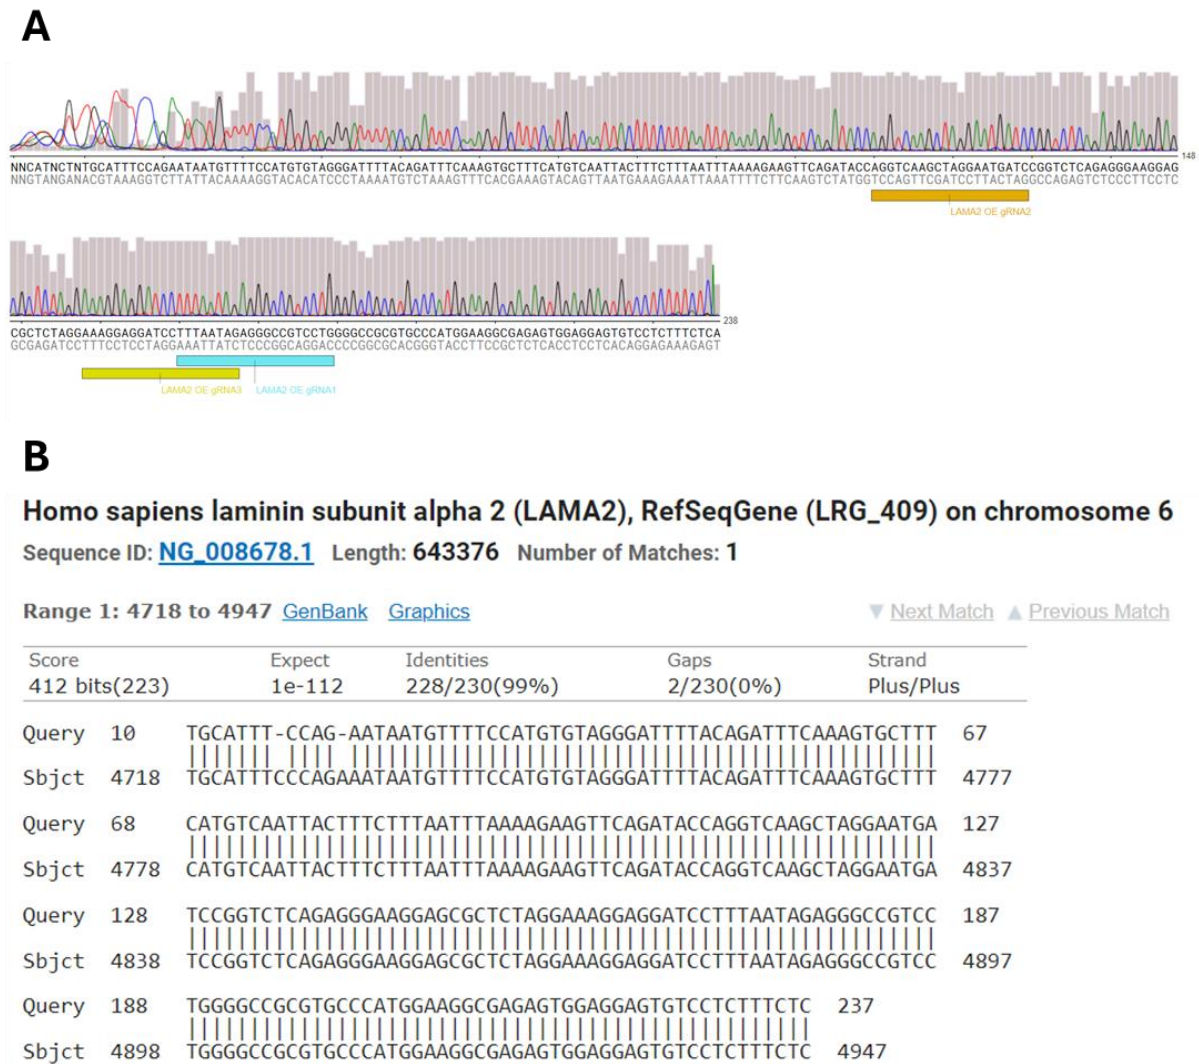 A
NNCATNCTNTGCATTTCCAGAATAATGTTTTCCATGTGTAGGGATTTTACAGATTTCAAAGTGCTTTCATGTCAATTACTTTCTTTAATTTAAAAGAAGTTCAGATACCAGGTCAAGCTAGGAATGATCCGGTCTCAGAGGGAAGGAG
148
NNGTANGANACGTAAAGGTCTTATTACAAAAGGTACACATCCCTAAAATGTCTAAAGTTTCACGAAAGTACAGTTAATGAAAGAAATTAAATTTTCTTCAAGTCTATGGTCCAGTTCGATCCTTACTAGGCCAGAGTCTCCCTTCCTC
LAMA2 OE gRNA2
238
CGCTCTAGGAAAGGAGGATCCTTTAATAGAGGGCCGTCCTGGGGCCGCGTGCCCATGGAAGGCGAGAGTGGAGGAGTGTCCTCTTTCTCA
GCGAGATCCTTTCCTCCTAGGAAATTATCTCCCGGCAGGACCCCGGCGCACGGGTACCTTCCGCTCTCACCTCCTCACAGGAGAAAGAGT
LAMA2 OE gRNA3 LAMA2 OE gRNA1
B
Homo sapiens laminin subunit alpha 2 (LAMA2), RefSeqGene (LRG_409) on chromosome 6
Sequence ID: NG_008678.1 Length: 643376 Number of Matches: 1
Range 1: 4718 to 4947 GenBank Graphics ▼ Next Match ▲ Previous Match
Score Expect Identities Gaps Strand
412 bits(223) 1e-112 228/230(99%) 2/230(0%) Plus/Plus
Query 10 TGCATTT-CCAG-AATAATGTTTTCCATGTGTAGGGATTTTACAGATTTCAAAGTGCTTT 67
Sbjct 4718 TGCATTTCCCAGAAATAATGTTTTCCATGTGTAGGGATTTTACAGATTTCAAAGTGCTTT 4777
Query 68 CATGTCAATTACTTTCTTTAATTTAAAAGAAGTTCAGATACCAGGTCAAGCTAGGAATGA 127
Sbjct 4778 CATGTCAATTACTTTCTTTAATTTAAAAGAAGTTCAGATACCAGGTCAAGCTAGGAATGA 4837
Query 128 TCCGGTCTCAGAGGGAAGGAGCGCTCTAGGAAAGGAGGATCCTTTAATAGAGGGCCGTCC 187
Sbjct 4838 TCCGGTCTCAGAGGGAAGGAGCGCTCTAGGAAAGGAGGATCCTTTAATAGAGGGCCGTCC 4897
Query 188 TGGGGCCGCGTGCCCATGGAAGGCGAGAGTGGAGGAGTGTCCTCTTTCTC 237
Sbjct 4898 TGGGGCCGCGTGCCCATGGAAGGCGAGAGTGGAGGAGTGTCCTCTTTCTC 4947